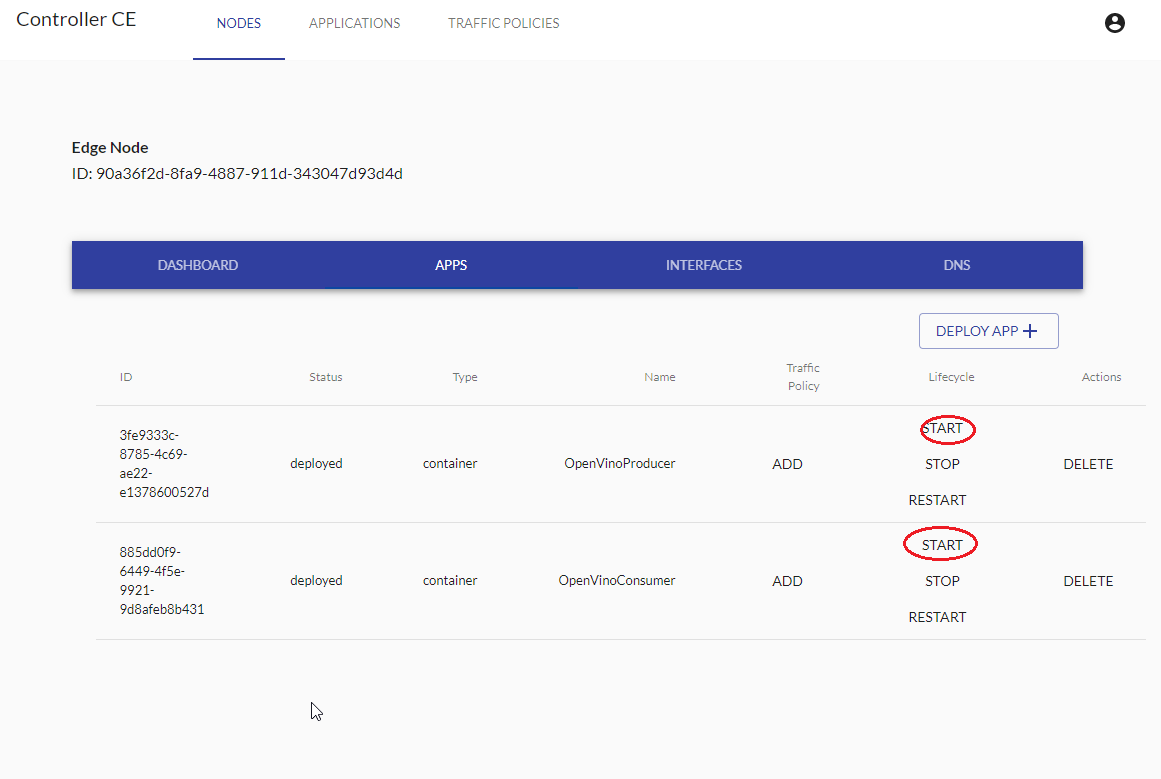 Controller CE
NODES
APPLICATIONS
TRAFFIC POLICIES
Edge Node
ID: 90a36f2d-8fa9-4887-911d-343047d93d4d
DASHBOARD
APPS
INTERFACES
DNS
DEPLOY APP
ID
Status
Type
Name
Traffic
Policy
Lifecycle
Actions
3fe9333c-
8785-4c69-
ae22-
e1378600527d
deployed
container
OpenVinoProducer
ADD
START
STOP
RESTART
DELETE
885dd0f9-
6449-4f5e-
9921-
9d8afeb8b431
deployed
container
OpenVinoConsumer
ADD
START
STOP
RESTART
DELETE